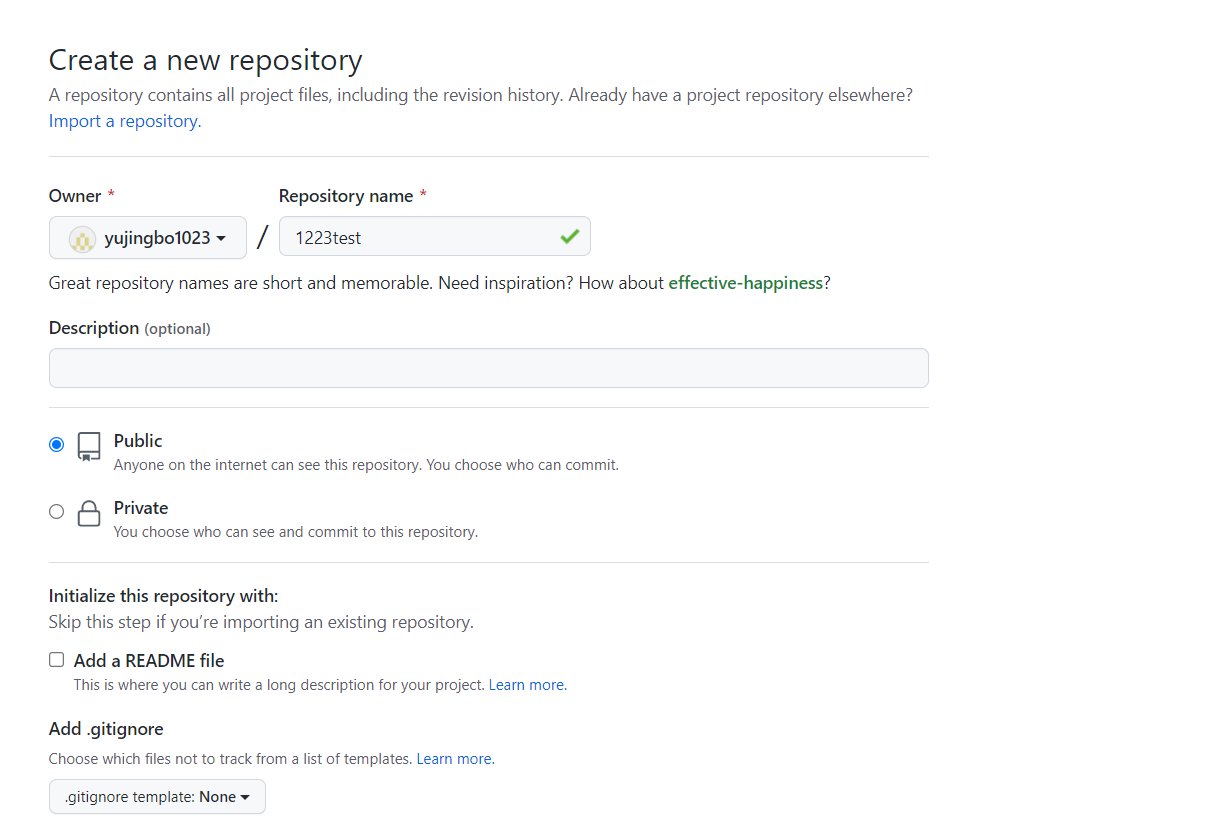 Create a new repository
A repository contains all project files, including the revision history. Already have a project repository elsewhere?
Import a repository.
Owner * Repository name *
yujingbo1023 / 1223test
Great repository names are short and memorable. Need inspiration? How about effective-happiness?
Description (optional)
Public
Anyone on the internet can see this repository. You choose who can commit.
Private
You choose who can see and commit to this repository.
Initialize this repository with:
Skip this step if you’re importing an existing repository.
Add a README file
This is where you can write a long description for your project. Learn more.
Add .gitignore
Choose which files not to track from a list of templates. Learn more.
.gitignore template: None